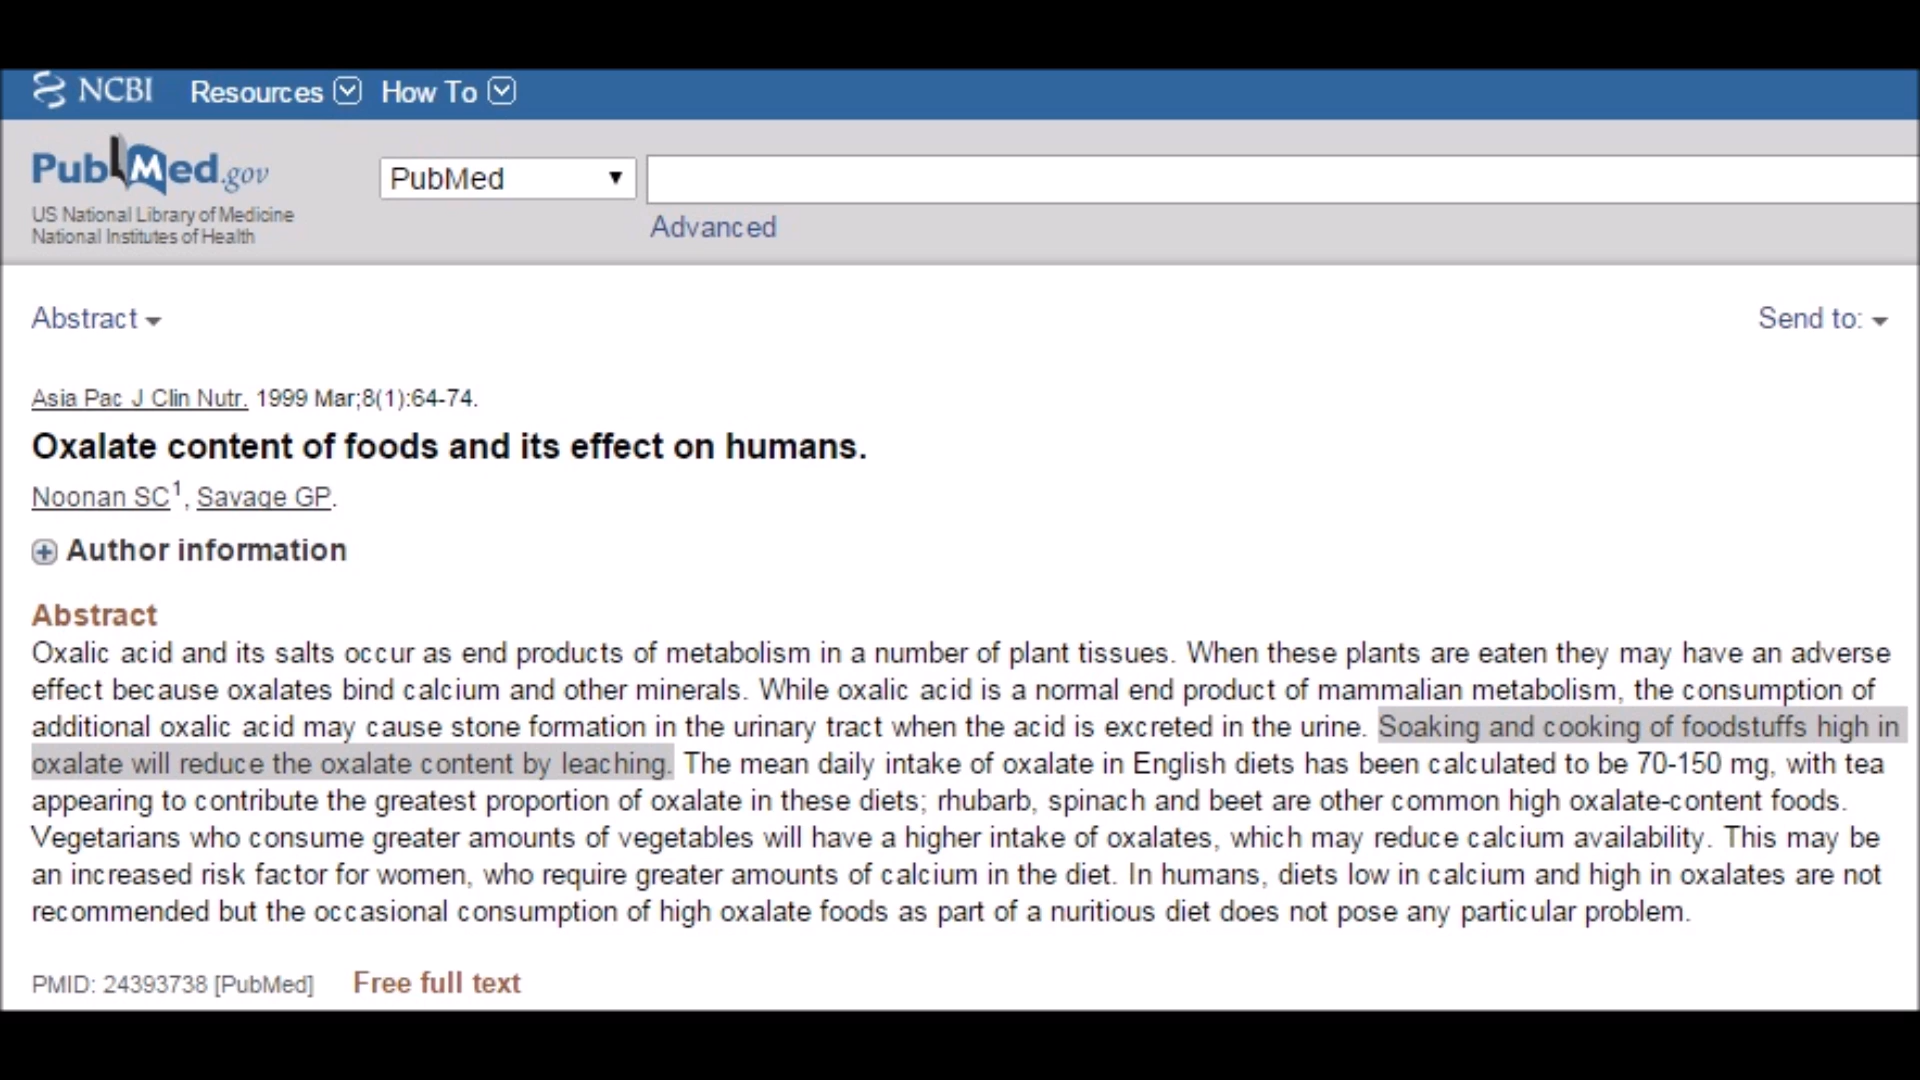 NCBI Resources How To
PubMed.gov
US National Library of Medicine
National Institutes of Health
PubMed
Advanced
Abstract
Send to:
Asia Pac J Clin Nutr. 1999 Mar;8(1):64-74.
Oxalate content of foods and its effect on humans.
Noonan SC1, Savage GP.
Author information
Abstract
Oxalic acid and its salts occur as end products of metabolism in a number of plant tissues. When these plants are eaten they may have an adverse
effect because oxalates bind calcium and other minerals. While oxalic acid is a normal end product of mammalian metabolism, the consumption of
additional oxalic acid may cause stone formation in the urinary tract when the acid is excreted in the urine. Soaking and cooking of foodstuffs high in
oxalate will reduce the oxalate content by leaching. The mean daily intake of oxalate in English diets has been calculated to be 70-150 mg, with tea
appearing to contribute the greatest proportion of oxalate in these diets; rhubarb, spinach and beet are other common high oxalate-content foods.
Vegetarians who consume greater amounts of vegetables will have a higher intake of oxalates, which may reduce calcium availability. This may be
an increased risk factor for women, who require greater amounts of calcium in the diet. In humans, diets low in calcium and high in oxalates are not
recommended but the occasional consumption of high oxalate foods as part of a nuritious diet does not pose any particular problem.
PMID: 24393738 [PubMed] Free full text